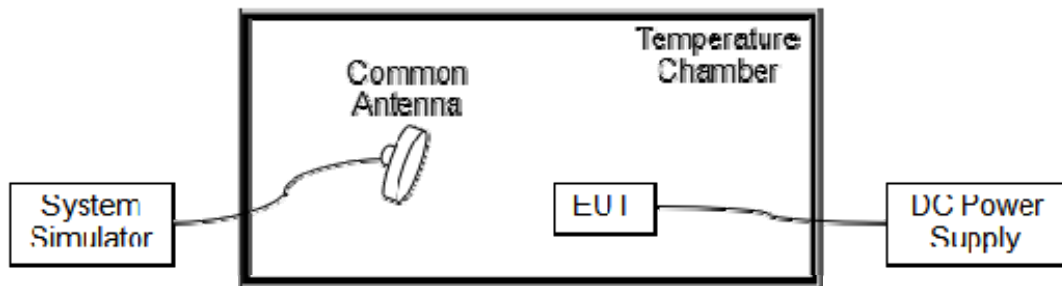 Temperature
Chamber
Common
Antenna
System
Simulator
EUT
DC Power
Supply